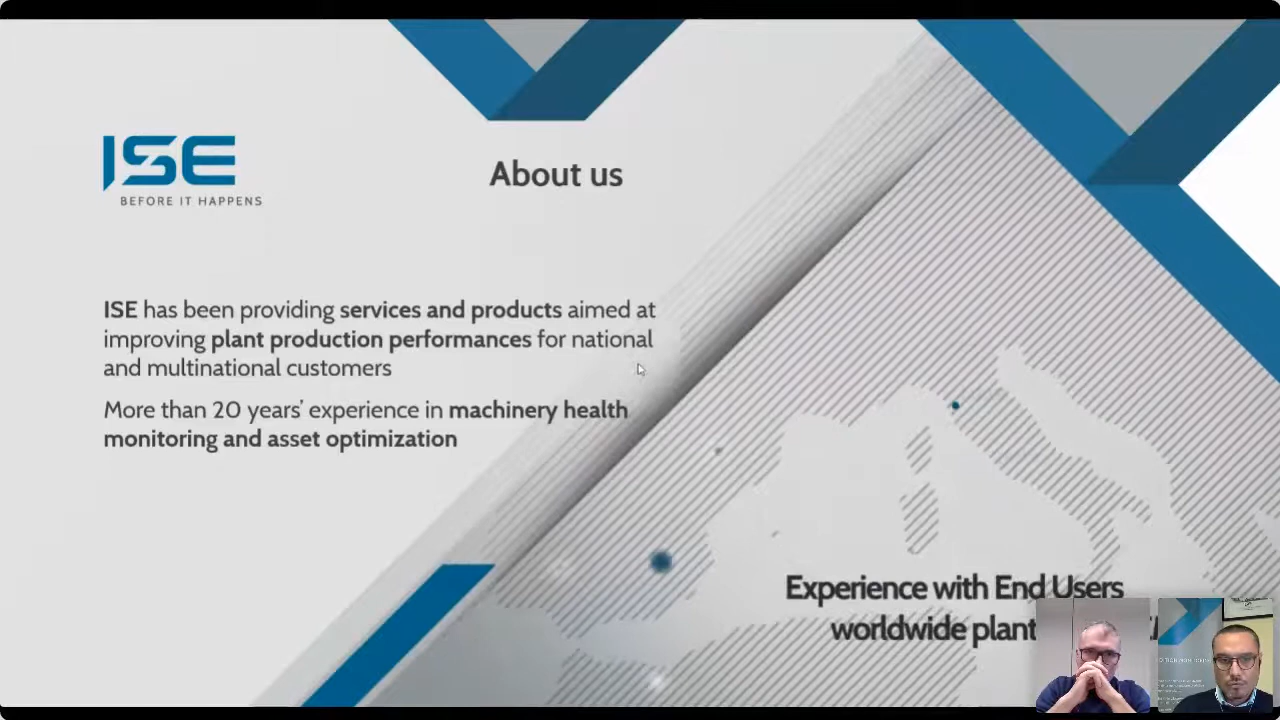 ISE
BEFORE IT HAPPENS
About us
ISE has been providing services and products aimed at
improving plant production performances for national
and multinational customers
More than 20 years’ experience in machinery health
monitoring and asset optimization
Experience with End Users
worldwide plant